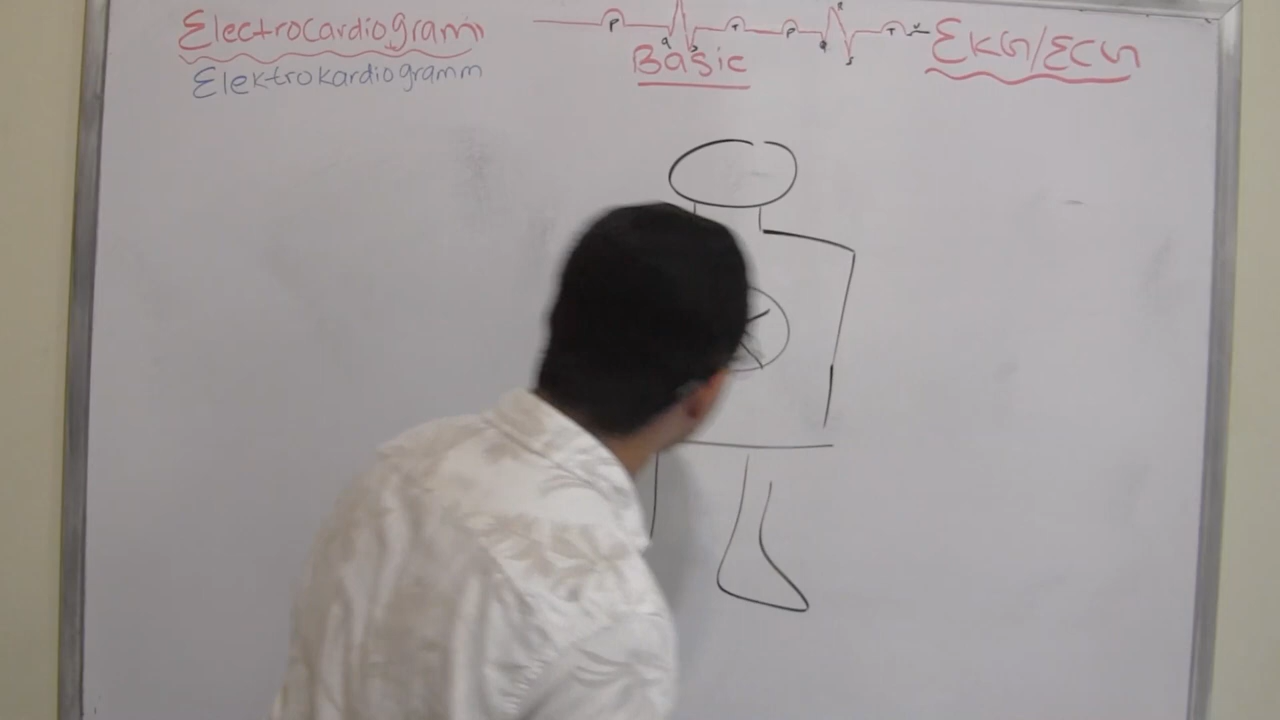 Electrocardiogram
Elektrokardiogramm
P Q R S T P Q R S T
Basic
EKG/ECG